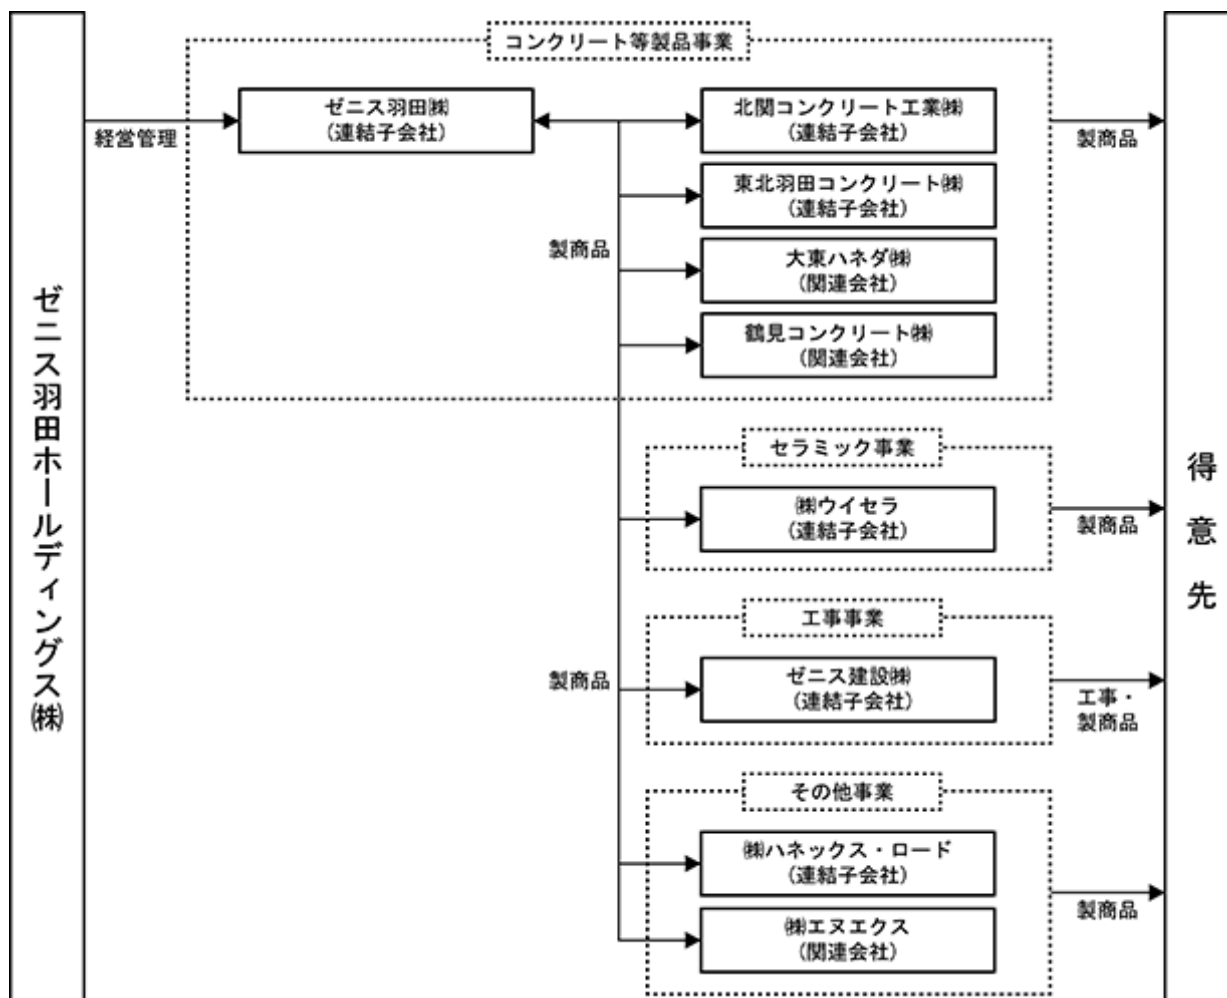 ゼニス羽田ホールディングス㈱
コンクリート等製品事業
経営管理
ゼニス羽田㈱
(連結子会社)
製商品
北関コンクリート工業㈱
(連結子会社)
東北羽田コンクリート㈱
(連結子会社)
大東ハネダ㈱
(関連会社)
鶴見コンクリート㈱
(関連会社)
製商品
セラミック事業
㈱ウイセラ
(連結子会社)
製商品
工事事業
製商品
ゼニス建設㈱
(連結子会社)
工事・
製商品
その他事業
㈱ハネックス・ロード
(連結子会社)
㈱エヌエクス
(関連会社)
製商品
得意先